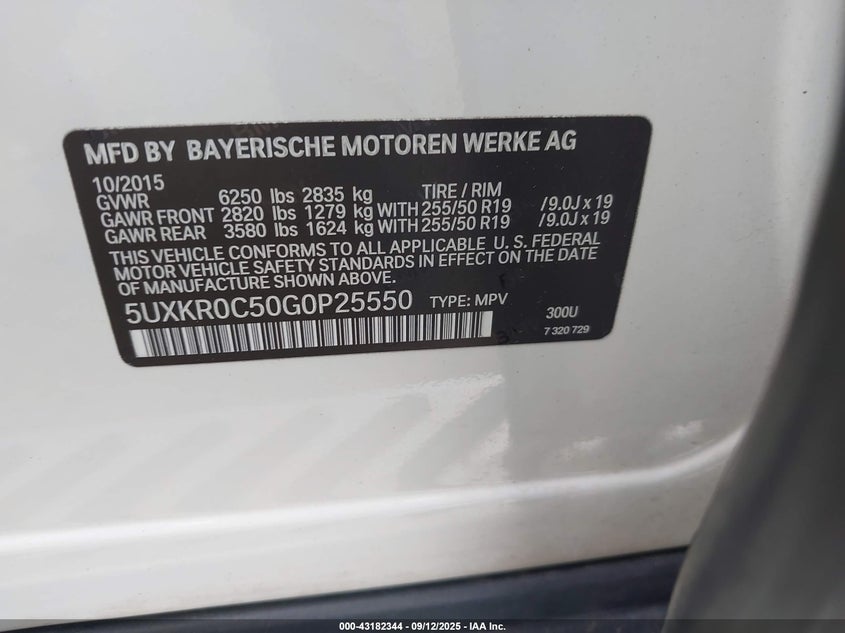 MFD BY BAYERISCHE MOTOREN WERKE AG
10/2015
GVWR 6250 lbs 2835 kg TIRE / RIM
GAWR FRONT 2820 lbs 1279 kg WITH 255/50 R19 /9.0J x 19
GAWR REAR 3580 lbs 1624 kg WITH 255/50 R19 /9.0J x 19
THIS VEHICLE CONFORMS TO ALL APPLICABLE U. S. FEDERAL
MOTOR VEHICLE SAFETY STANDARDS IN EFFECT ON THE DATE
OF MANUFACTURE SHOWN ABOVE.
5UXKR0C50G0P25550 TYPE: MPV 300U
7 320 729
000-43182344 | 09/12/2025 | IAA Inc.